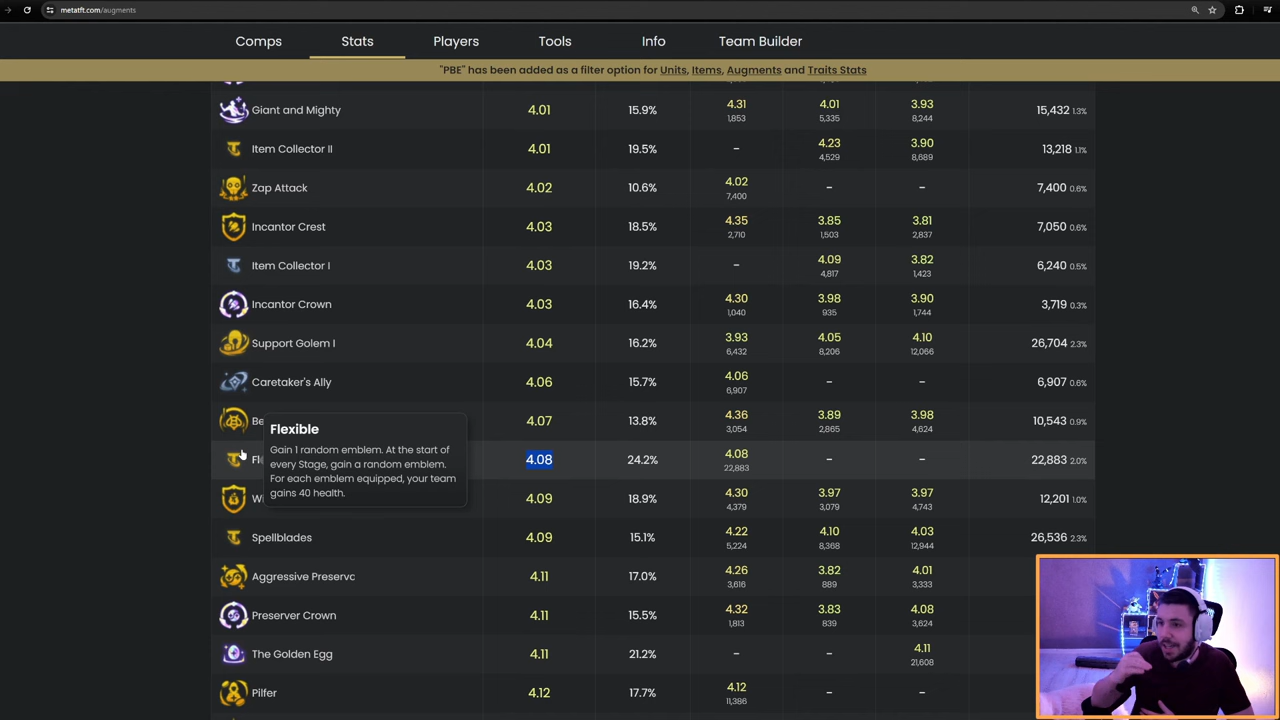 metatft.com/augments
Comps Stats Players Tools Info Team Builder
"PBE" has been added as a filter option for Units, Items, Augments and Traits Stats
Giant and Mighty 4.01 15.9% 4.31 4.01 3.93 15,432 1.3%
1,853 5,335 8,244
Item Collector II 4.01 19.5% – 4.23 3.90 13,218 1.1%
4,529 8,689
Zap Attack 4.02 10.6% 4.02 – – 7,400 0.6%
7,400
Incantor Crest 4.03 18.5% 4.35 3.85 3.81 7,050 0.6%
2,710 1,503 2,837
Item Collector I 4.03 19.2% – 4.09 3.82 6,240 0.5%
4,817 1,423
Incantor Crown 4.03 16.4% 4.30 3.98 3.90 3,719 0.3%
1,040 935 1,744
Support Golem I 4.04 16.2% 3.93 4.05 4.10 26,704 2.3%
6,432 8,206 12,066
Caretaker's Ally 4.06 15.7% 4.06 – – 6,907 0.6%
6,907
Be 4.07 13.8% 4.36 3.89 3.98 10,543 0.9%
3,054 2,865 4,624
Flexible
Gain 1 random emblem. At the start of
every Stage, gain a random emblem.
For each emblem equipped, your team
gains 40 health.
Fl 4.08 24.2% 4.08 – – 22,883 2.0%
22,883
Wi 4.09 18.9% 4.30 3.97 3.97 12,201 1.0%
4,379 3,079 4,743
Spellblades 4.09 15.1% 4.22 4.10 4.03 26,536 2.3%
5,224 8,368 12,944
Aggressive Preservc 4.11 17.0% 4.26 3.82 4.01
3,616 889 3,333
Preserver Crown 4.11 15.5% 4.32 3.83 4.08
1,813 839 3,624
The Golden Egg 4.11 21.2% – – 4.11
21,608
Pilfer 4.12 17.7% 4.12 – –
11,386